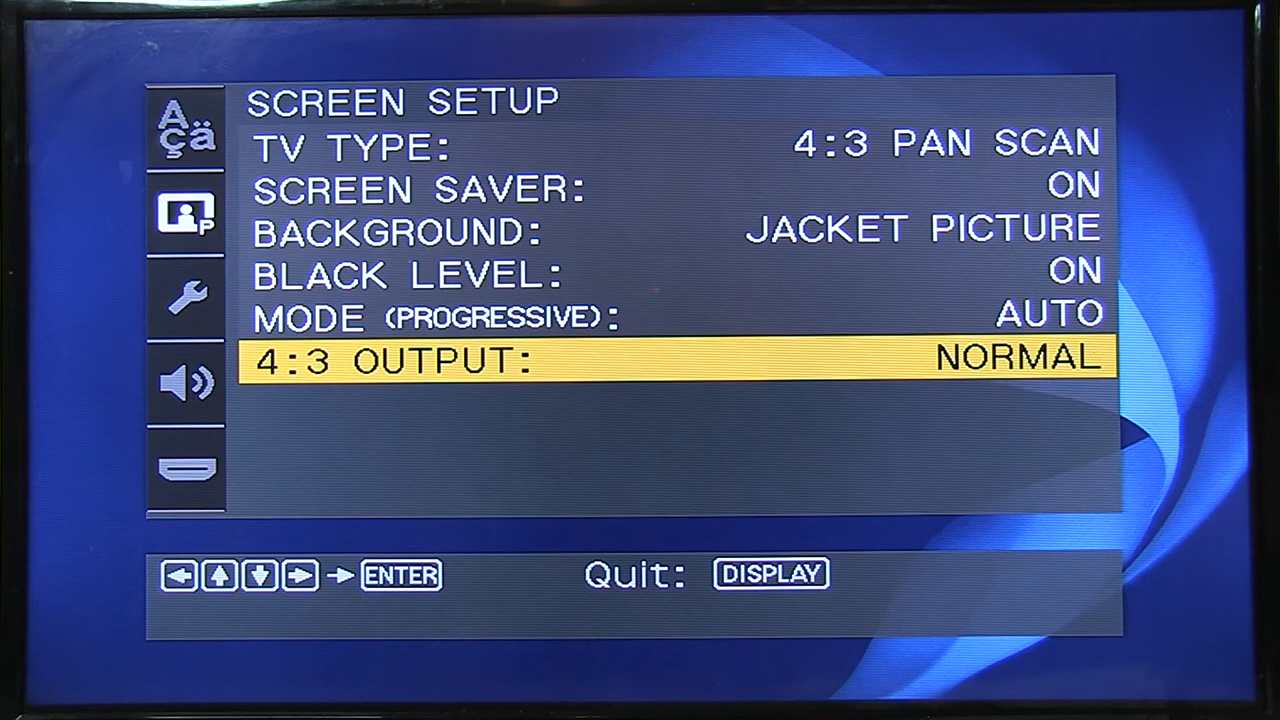 A
çä
P
SCREEN SETUP
TV TYPE: 4:3 PAN SCAN
SCREEN SAVER: ON
BACKGROUND: JACKET PICTURE
BLACK LEVEL: ON
MODE (PROGRESSIVE): AUTO
4:3 OUTPUT: NORMAL
ENTER Quit: DISPLAY